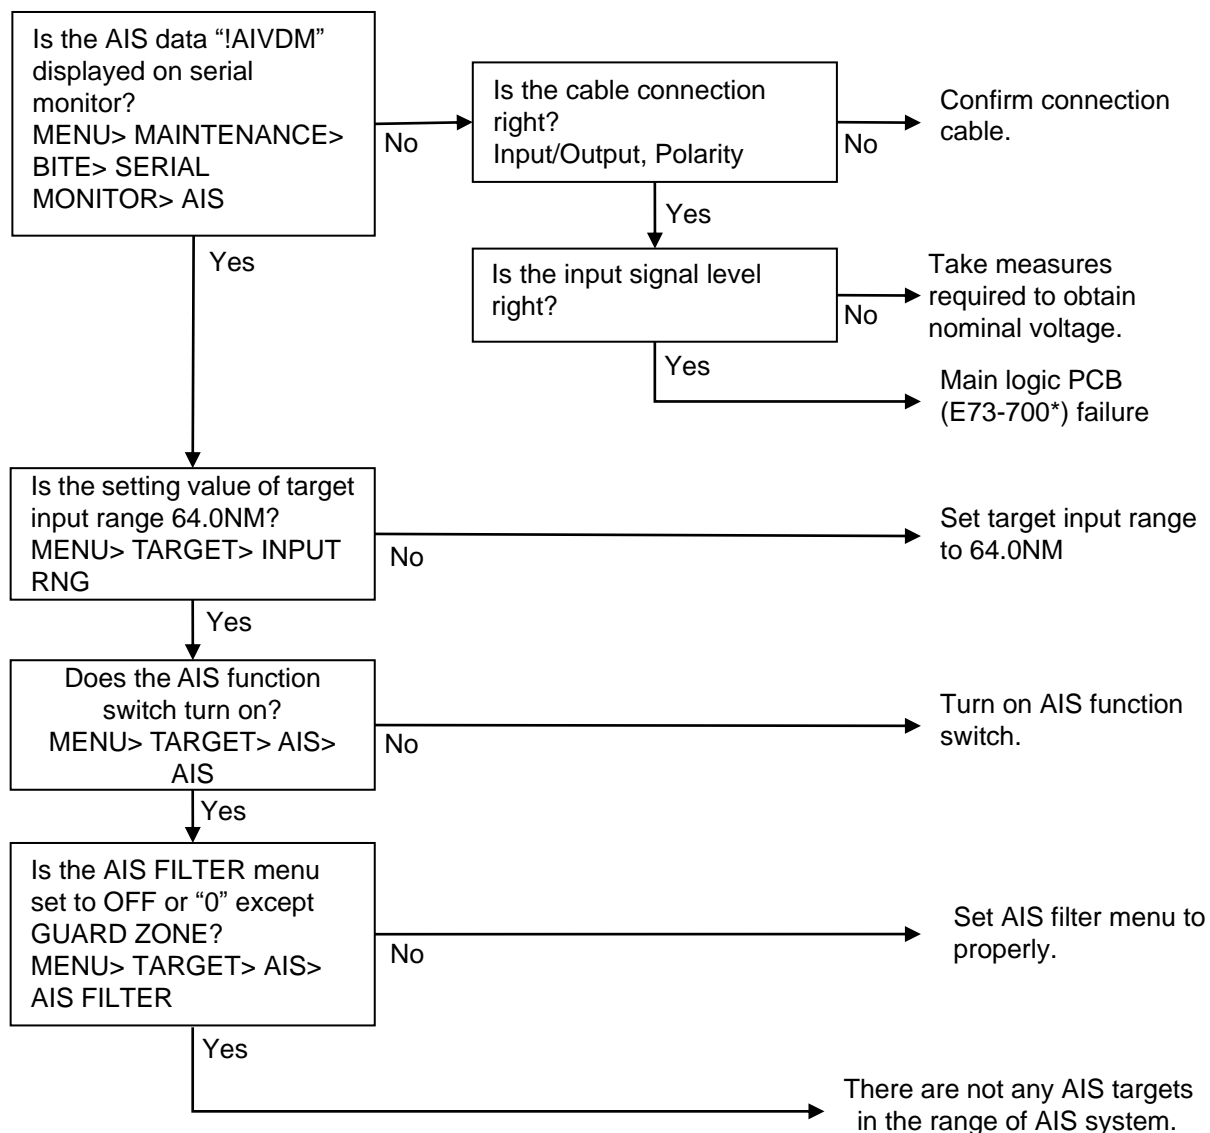 Is the AIS data “!AIVDM”
displayed on serial
monitor?
MENU> MAINTENANCE>
BITE> SERIAL
MONITOR> AIS
No
Is the cable connection
right?
Input/Output, Polarity
No
Confirm connection
cable.
Yes
Yes
Is the input signal level
right?
No
Take measures
required to obtain
nominal voltage.
Yes
Main logic PCB
(E73-700*) failure
Is the setting value of target
input range 64.0NM?
MENU> TARGET> INPUT
RNG
No
Set target input range
to 64.0NM
Yes
Does the AIS function
switch turn on?
MENU> TARGET> AIS>
AIS
No
Turn on AIS function
switch.
Yes
Is the AIS FILTER menu
set to OFF or “0” except
GUARD ZONE?
MENU> TARGET> AIS>
AIS FILTER
No
Set AIS filter menu to
properly.
Yes
There are not any AIS targets
in the range of AIS system.